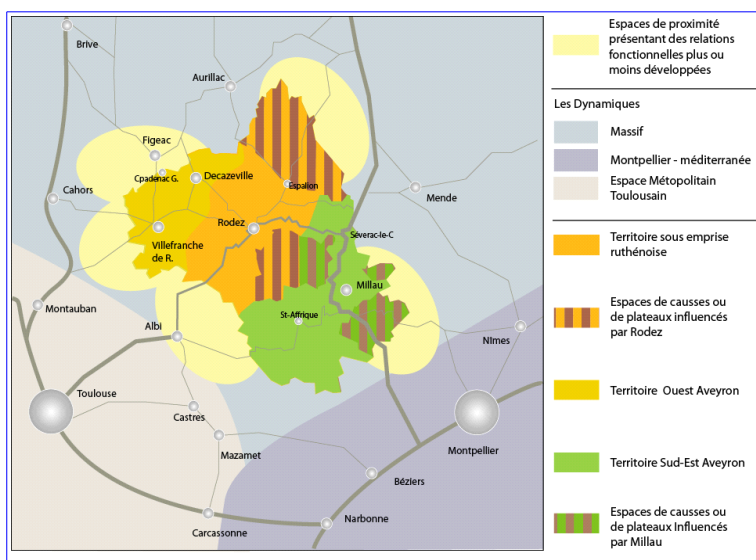 Brive
Aurillac
Figeac
Cpadenac G.
Decazeville
Espalion
Cahors
Mende
Rodez
Villefranche
de R.
Séverac-le-C
Millau
Montauban
St-Affrique
Albi
Nîmes
Toulouse
Castres
Montpellier
Mazamet
Béziers
Carcassonne
Narbonne
Espaces de proximité
présentant des relations
fonctionnelles plus ou
moins développées
Les Dynamiques
Massif
Montpellier - méditerranée
Espace Métopolitain
Toulousain
Territoire sous emprise
ruthénoise
Espaces de causses ou
de plateaux influencés
par Rodez
Territoire Ouest Aveyron
Territoire Sud-Est Aveyron
Espaces de causses ou
de plateaux Influencés
par Millau